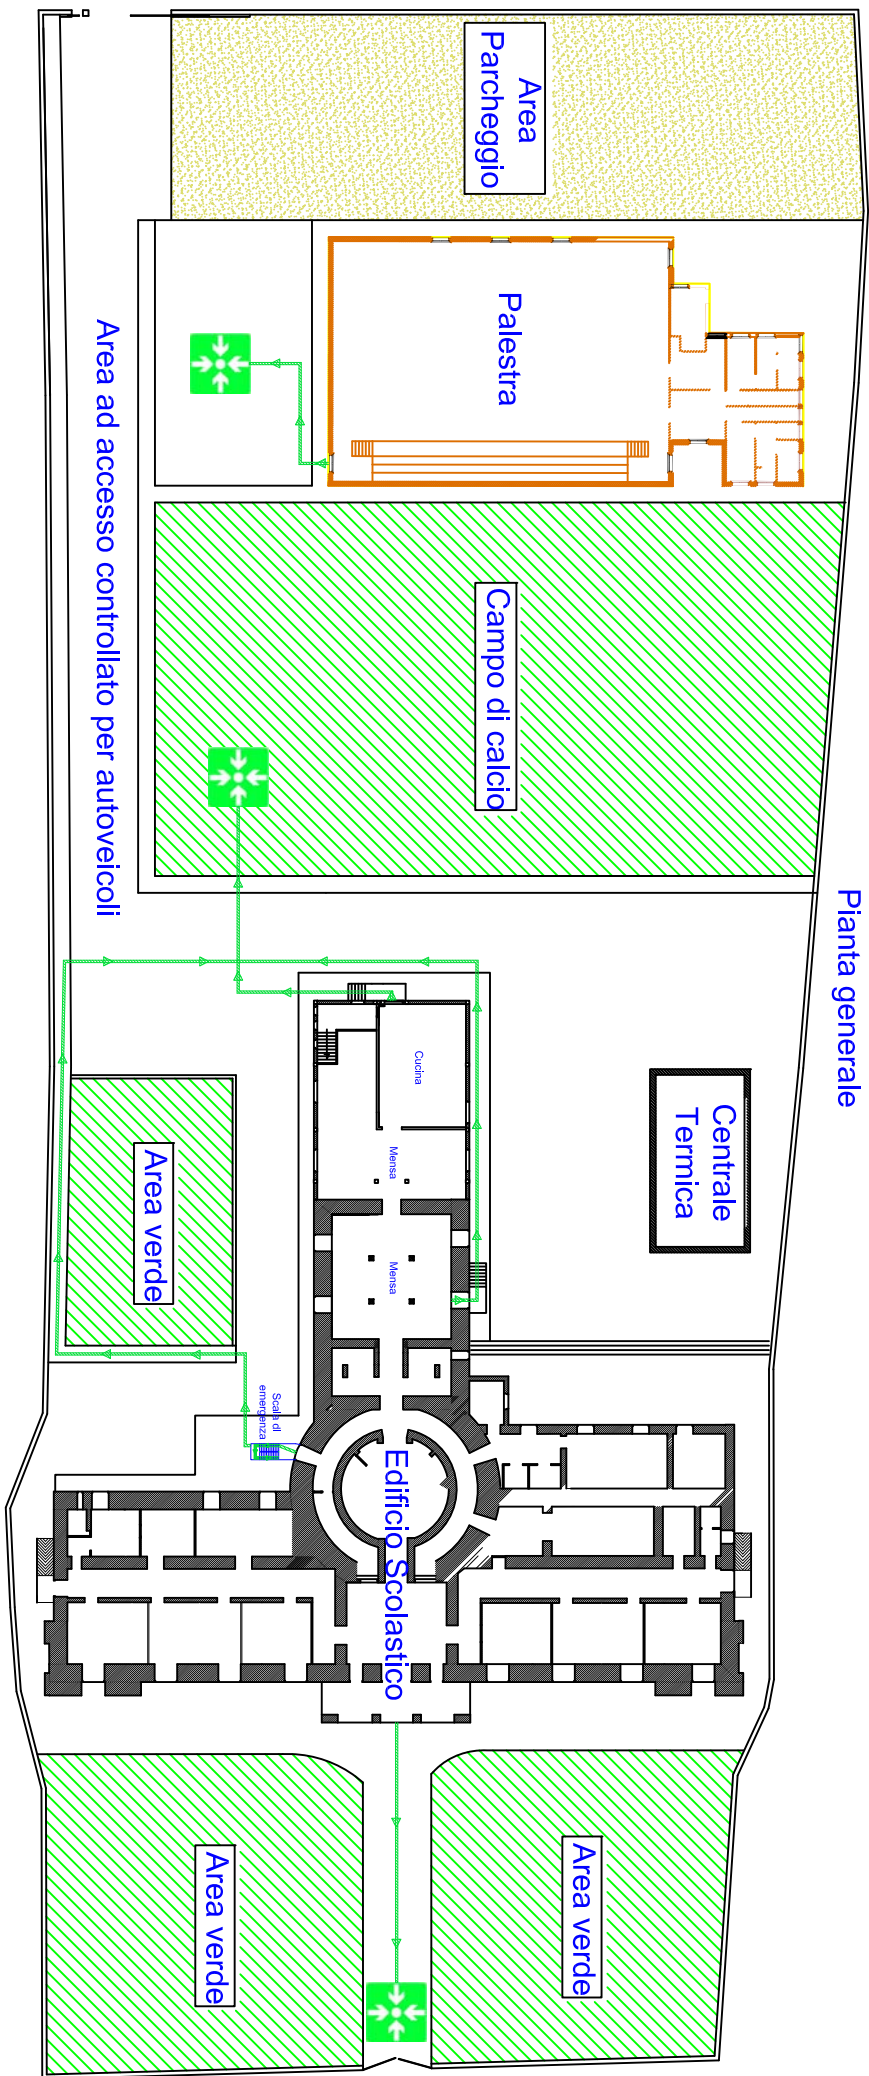 Pianta generale
Area
Parcheggio
Palestra
Area ad accesso controllato per autoveicoli
Campo di calcio
Centrale
Termica
Cucina
Mensa
Mensa
Area verde
Scala di
emergenza
Edificio Scolastico
Area verde
Area verde